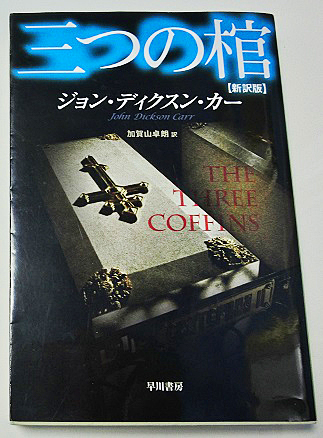 三つの棺
【新訳版】
ジョン・ディクスン・カー
John Dickson Carr
加賀山卓朗 訳
THE
THREE
COFFINS
早川書房